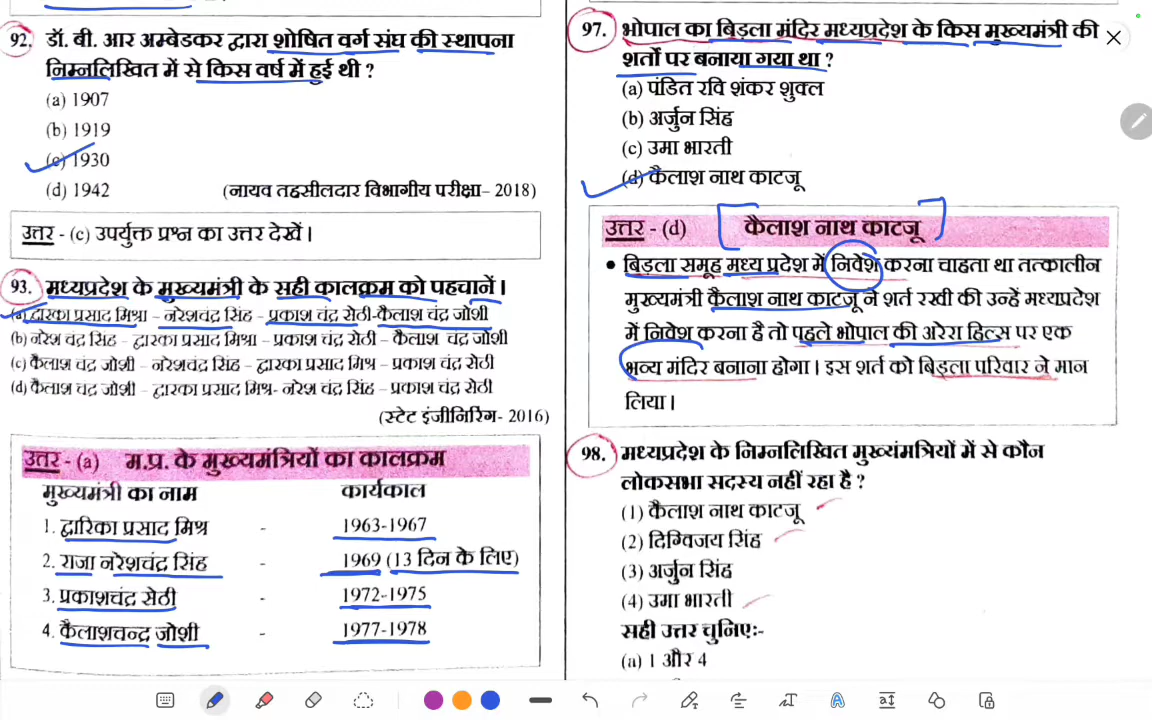 92. डॉ. बी. आर अम्बेडकर द्वारा शोषित वर्ग संघ की स्थापना
निम्नलिखित में से किस वर्ष में हुई थी ?
(a) 1907
(b) 1919
(c) 1930
(d) 1942 (नायव तहसीलदार विभागीय परीक्षा- 2018)
उत्तर - (c) उपर्युक्त प्रश्न का उत्तर देखें।
93. मध्यप्रदेश के मुख्यमंत्री के सही कालक्रम को पहचानें।
(a) द्वारका प्रसाद मिश्रा - नरेशचंद्र सिंह - प्रकाश चंद्र सेठी-कैलाश चंद्र जोशी
(b) नरेश चंद्र सिंह - द्वारका प्रसाद मिश्रा - प्रकाश चंद्र सेठी - कैलाश चंद्र जोशी
(c) कैलाश चंद्र जोशी - नरेशचंद्र सिंह - द्वारका प्रसाद मिश्र - प्रकाश चंद्र सेठी
(d) कैलाश चंद्र जोशी - द्वारका प्रसाद मिश्र- नरेश चंद्र सिंह - प्रकाश चंद्र सेठी
(स्टेट इंजीनिरिंग- 2016)
उत्तर - (a) म.प्र. के मुख्यमंत्रियों का कालक्रम
मुख्यमंत्री का नाम कार्यकाल
1. द्वारिका प्रसाद मिश्र - 1963-1967
2. राजा नरेशचंद्र सिंह - 1969 (13 दिन के लिए)
3. प्रकाशचंद्र सेठी - 1972-1975
4. कैलाशचन्द्र जोशी - 1977-1978
97. भोपाल का बिड़ला मंदिर मध्यप्रदेश के किस मुख्यमंत्री की
शर्तो पर बनाया गया था ?
(a) पंडित रवि शंकर शुक्ल
(b) अर्जुन सिंह
(c) उमा भारती
(d) कैलाश नाथ काटजू
उत्तर - (d) कैलाश नाथ काटजू
• बिड़ला समूह मध्य प्रदेश में निवेश करना चाहता था तत्कालीन
मुख्यमंत्री कैलाश नाथ काटजू ने शर्त रखी की उन्हें मध्यप्रदेश
में निवेश करना है तो पहले भोपाल की अरेरा हिल्स पर एक
भव्य मंदिर बनाना होगा। इस शर्त को बिड़ला परिवार ने मान
लिया।
98. मध्यप्रदेश के निम्नलिखित मुख्यंमत्रियों में से कौन
लोकसभा सदस्य नहीं रहा है ?
(1) कैलाश नाथ काटजू
(2) दिग्विजय सिंह
(3) अर्जुन सिंह
(4) उमा भारती
सही उत्तर चुनिएः-
(a) 1 और 4